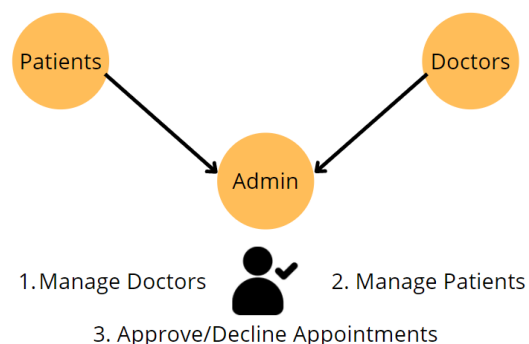 Patients
Doctors
Admin
1. Manage Doctors
2. Manage Patients
3. Approve/Decline Appointments